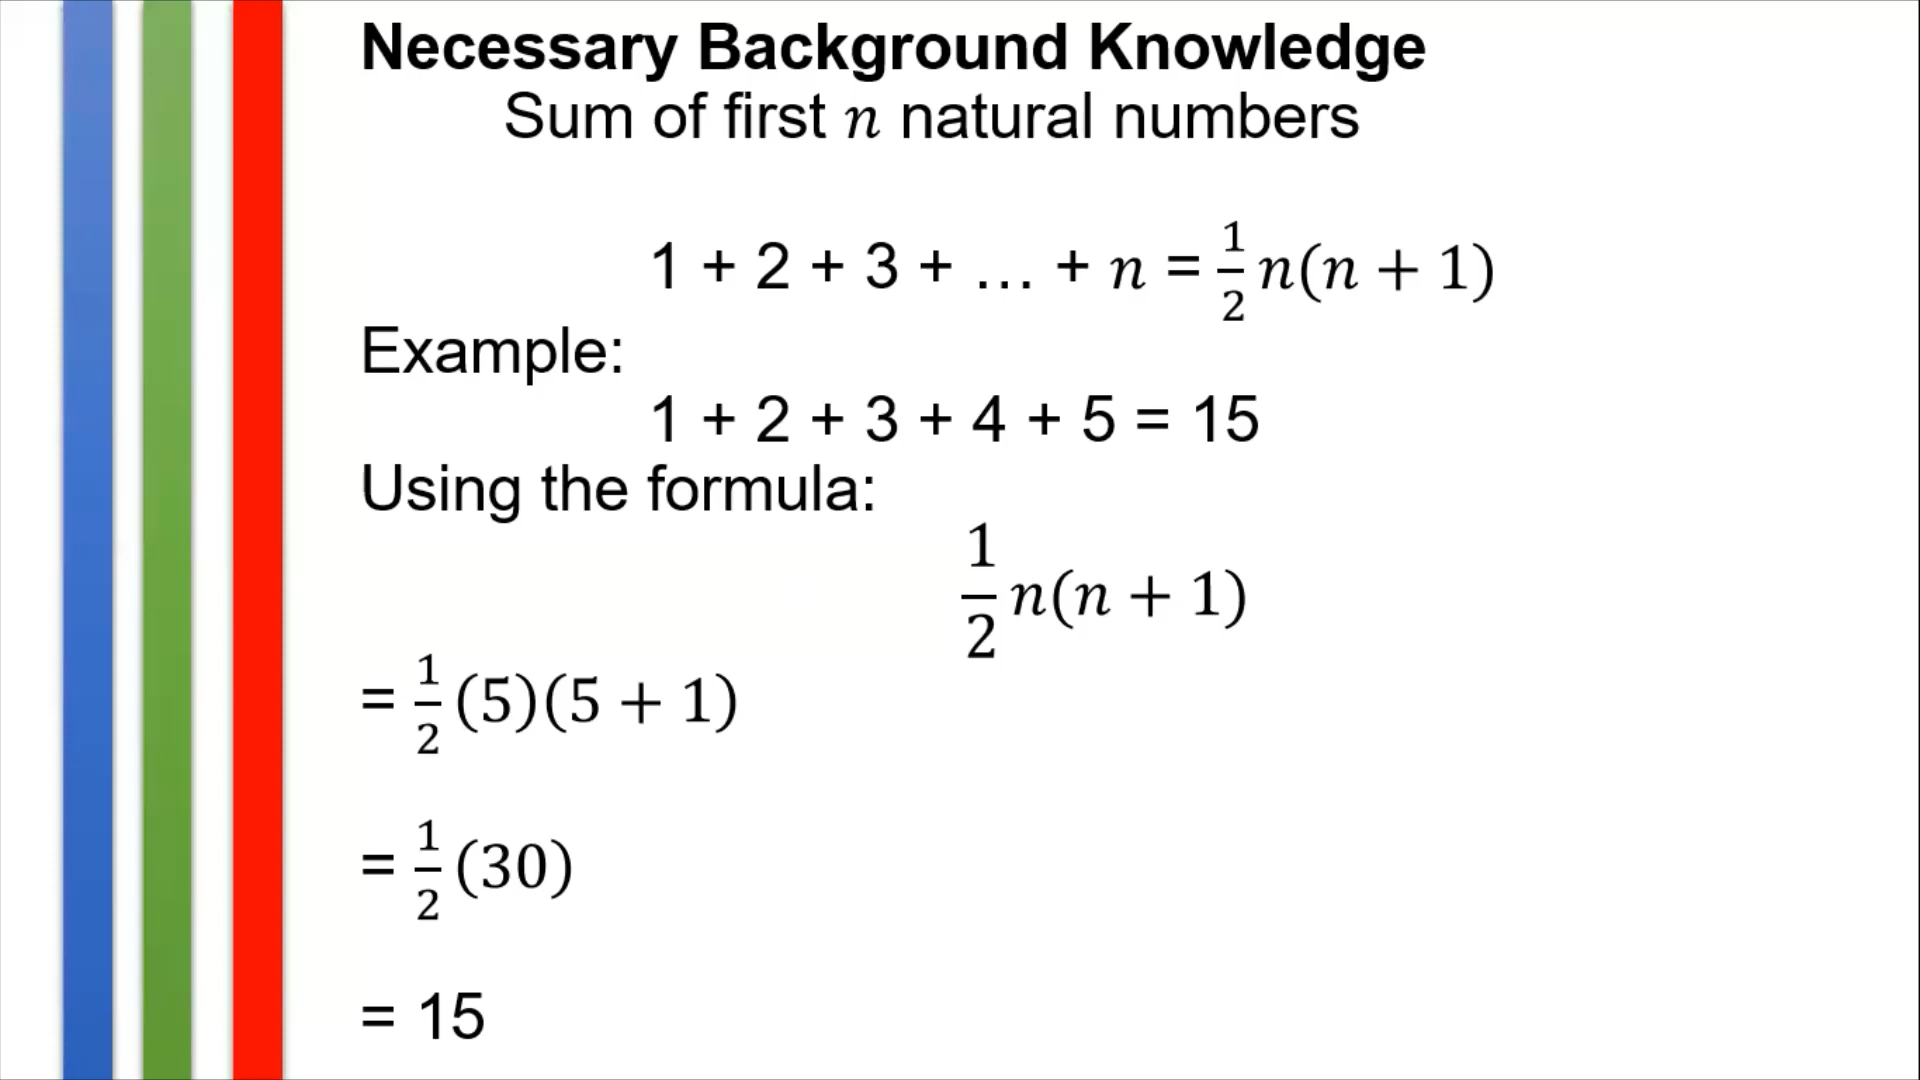 Necessary Background Knowledge
Sum of first n natural numbers
1 + 2 + 3 + … + n = 1/2 n(n + 1)
Example:
1 + 2 + 3 + 4 + 5 = 15
Using the formula:
1/2 n(n + 1)
= 1/2 (5)(5 + 1)
= 1/2 (30)
= 15